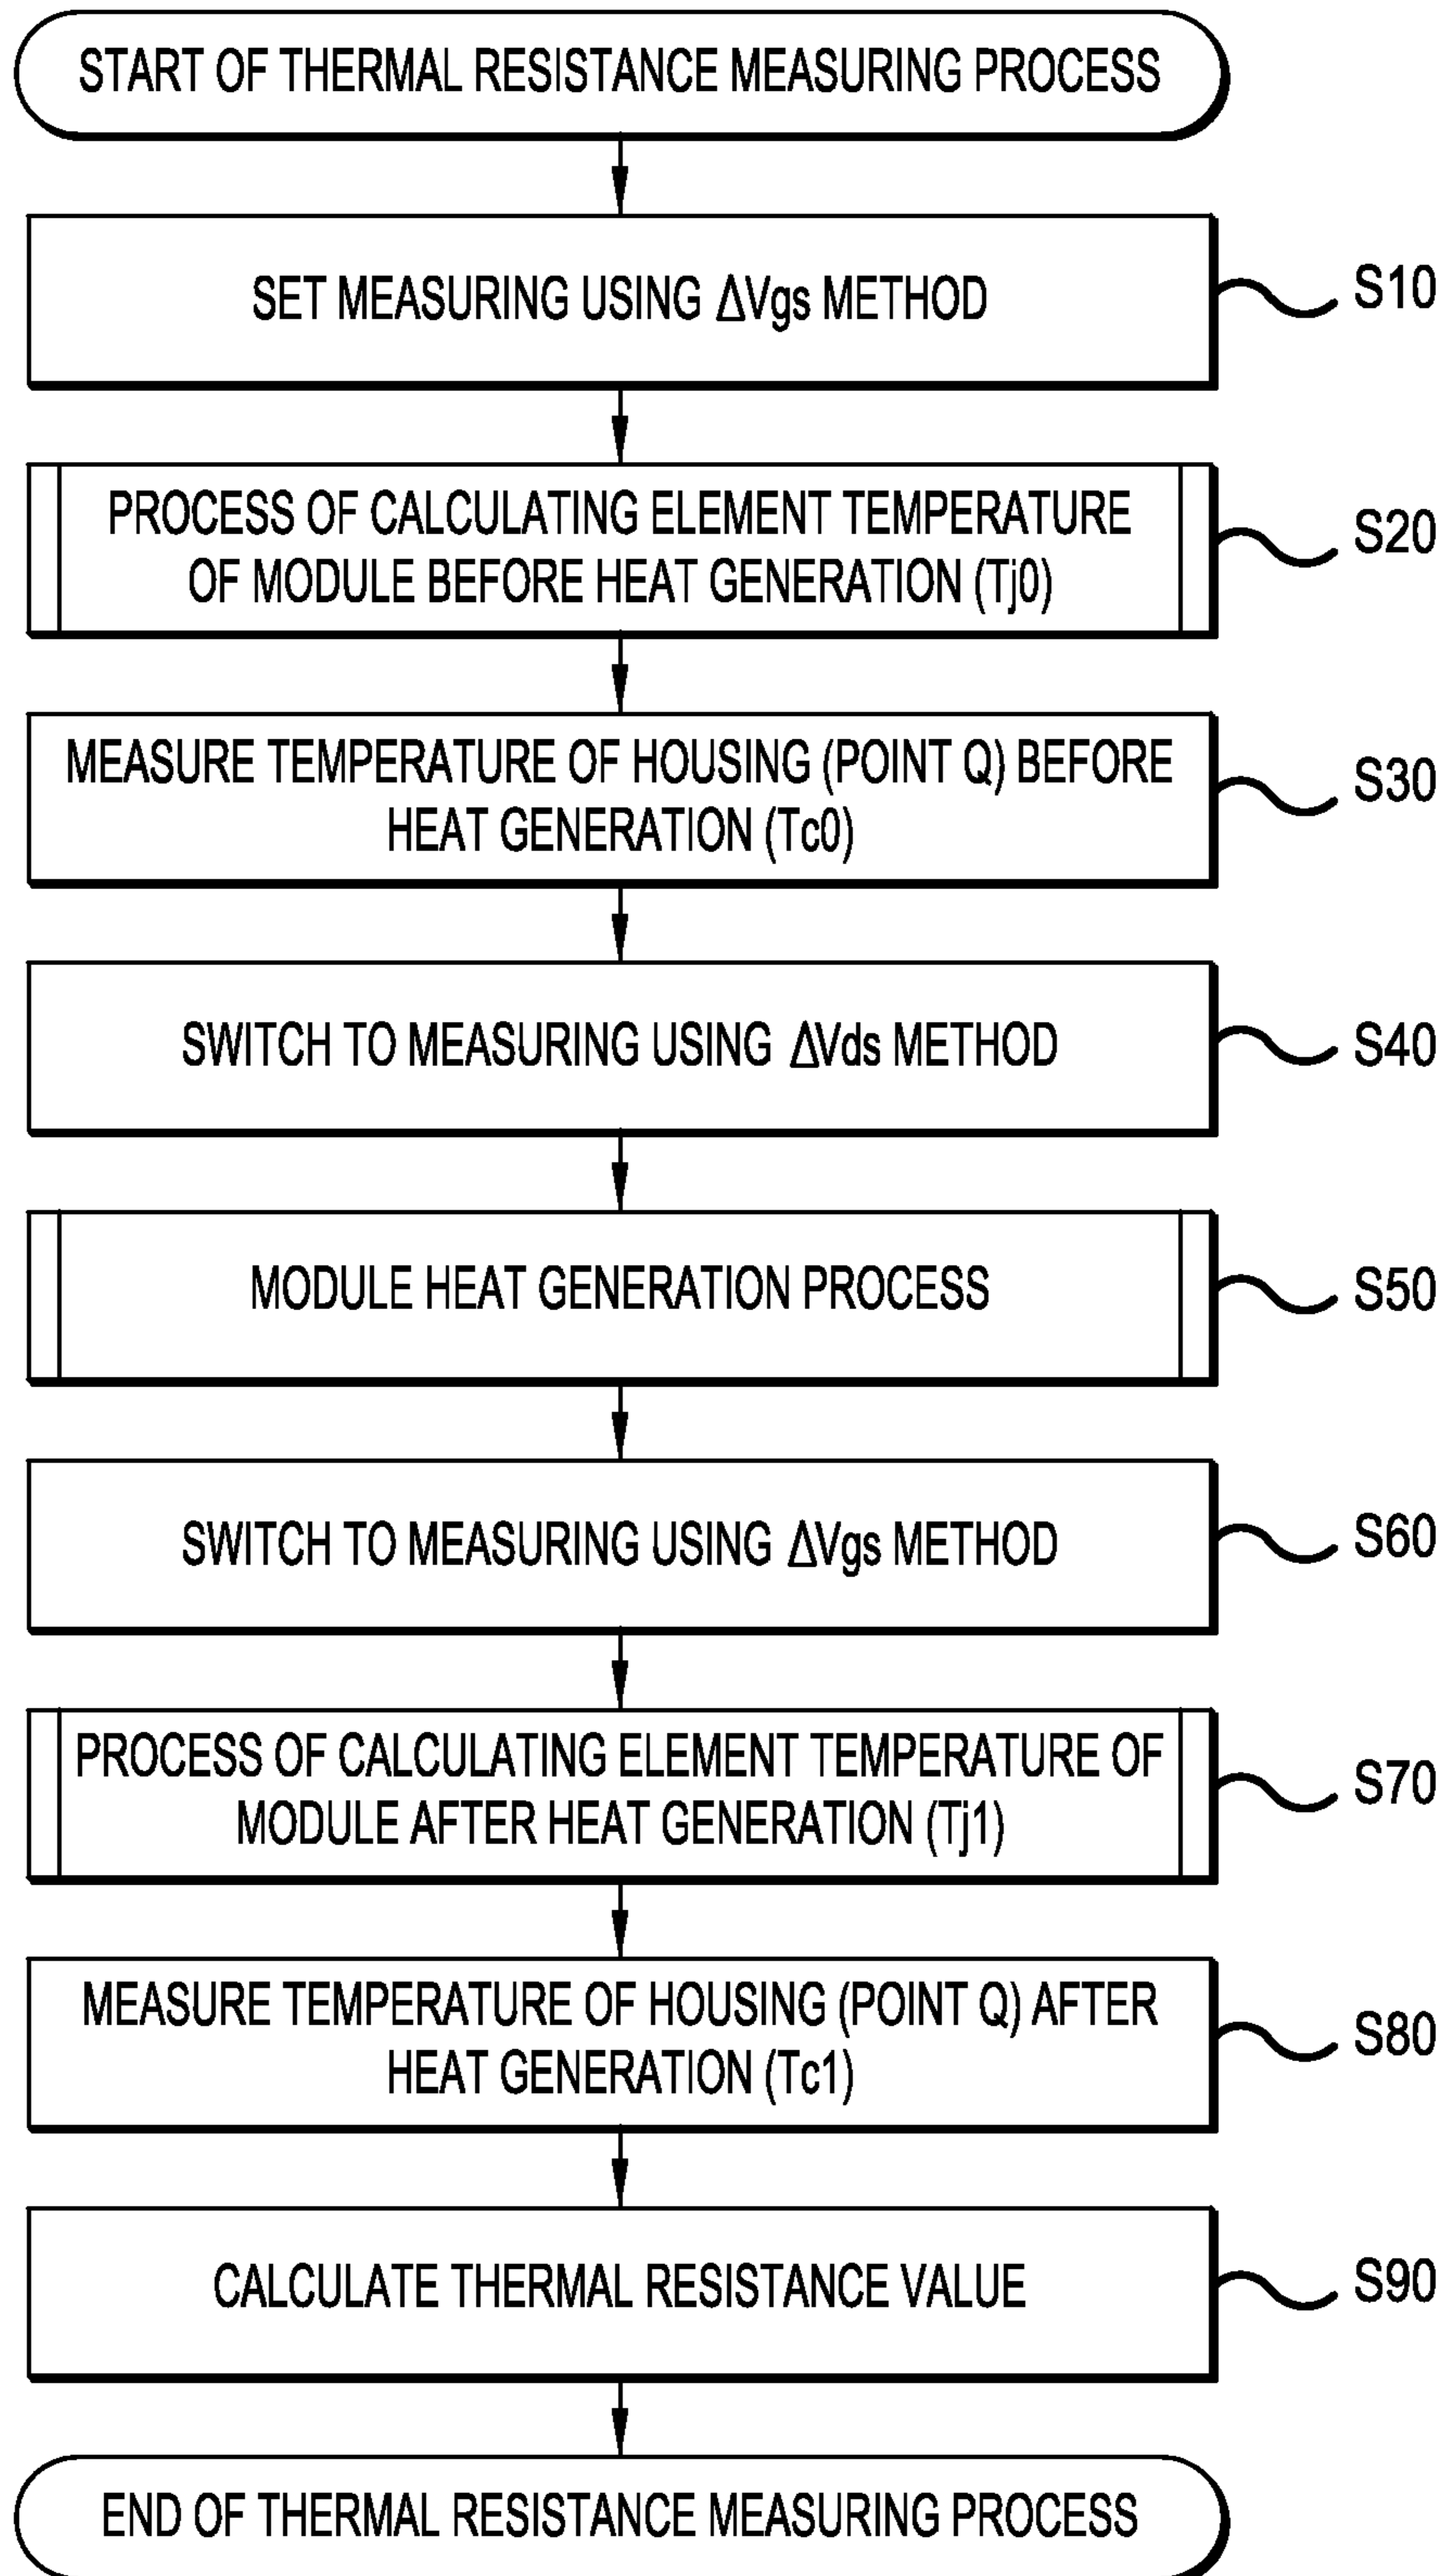 START OF THERMAL RESISTANCE MEASURING PROCESS
SET MEASURING USING ΔVgs METHOD
S10
PROCESS OF CALCULATING ELEMENT TEMPERATURE
OF MODULE BEFORE HEAT GENERATION (Tj0)
S20
MEASURE TEMPERATURE OF HOUSING (POINT Q) BEFORE
HEAT GENERATION (Tc0)
S30
SWITCH TO MEASURING USING ΔVds METHOD
S40
MODULE HEAT GENERATION PROCESS
S50
SWITCH TO MEASURING USING ΔVgs METHOD
S60
PROCESS OF CALCULATING ELEMENT TEMPERATURE OF
MODULE AFTER HEAT GENERATION (Tj1)
S70
MEASURE TEMPERATURE OF HOUSING (POINT Q) AFTER
HEAT GENERATION (Tc1)
S80
CALCULATE THERMAL RESISTANCE VALUE
S90
END OF THERMAL RESISTANCE MEASURING PROCESS